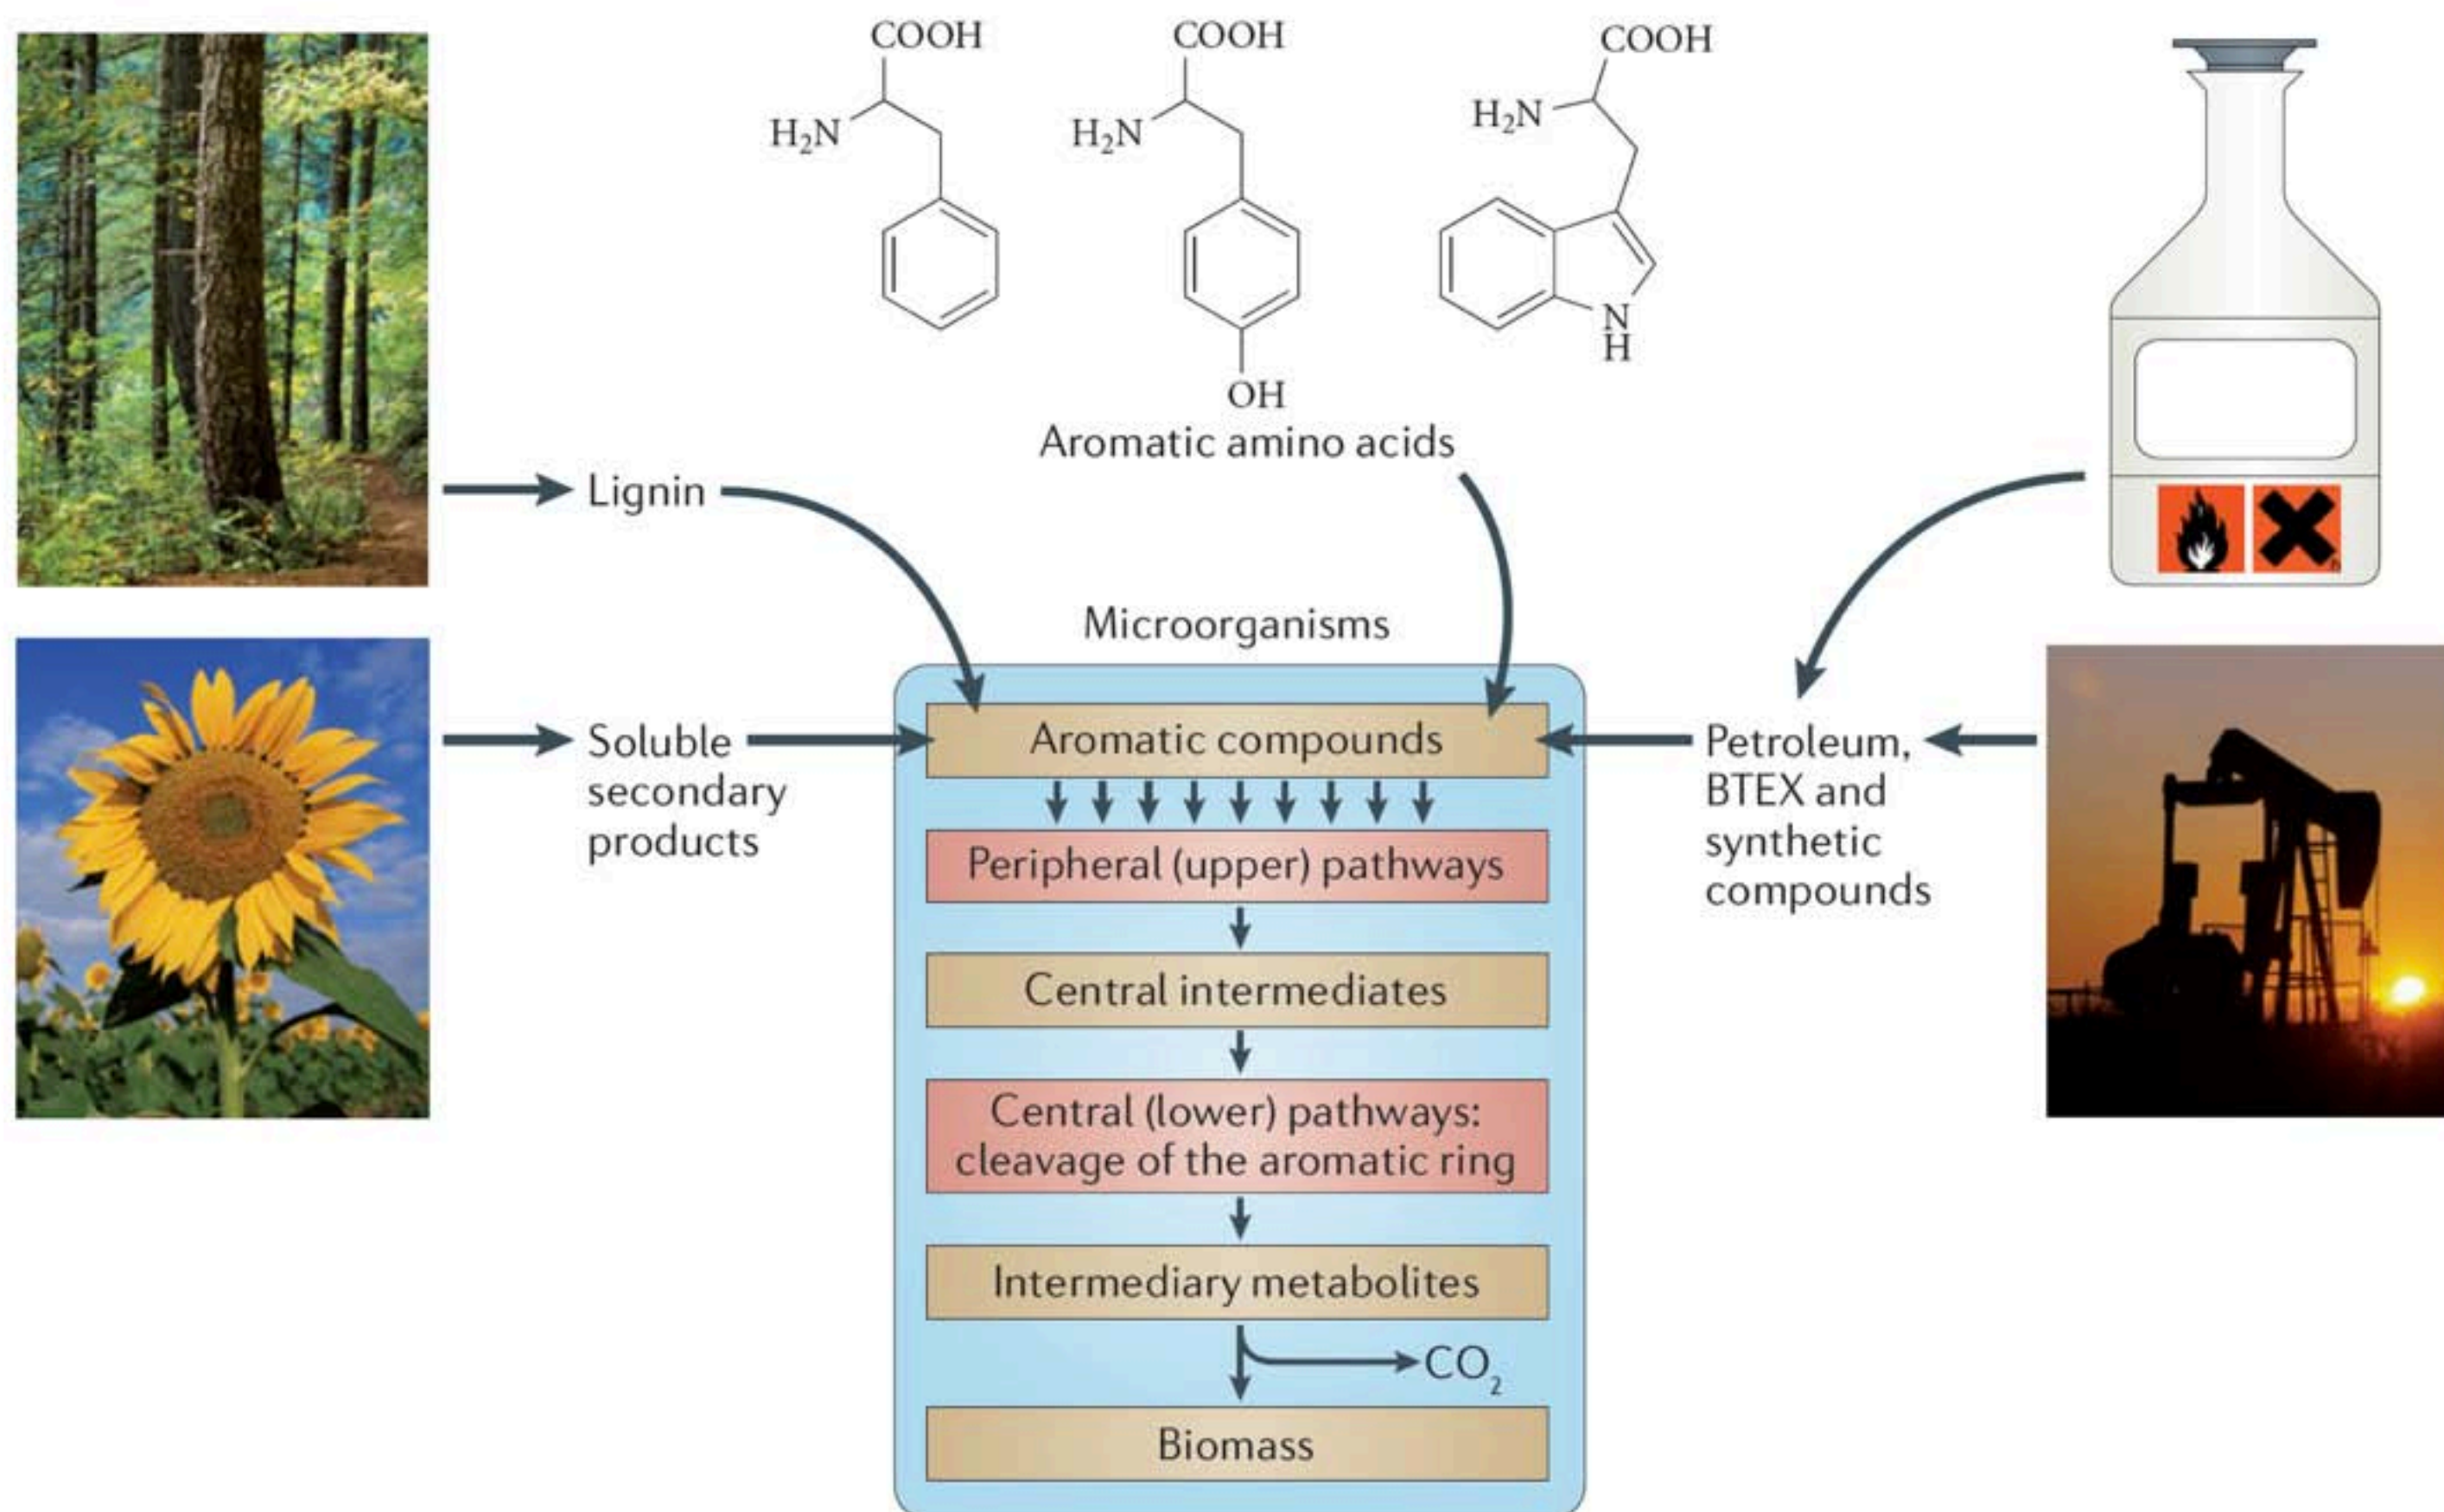 COOH
COOH
COOH
H₂N
H₂N
H₂N
N
H
OH
Aromatic amino acids
Lignin
Microorganisms
Soluble
secondary
products
Aromatic compounds
Petroleum,
BTEX and
synthetic
compounds
Peripheral (upper) pathways
Central intermediates
Central (lower) pathways:
cleavage of the aromatic ring
Intermediary metabolites
CO₂
Biomass